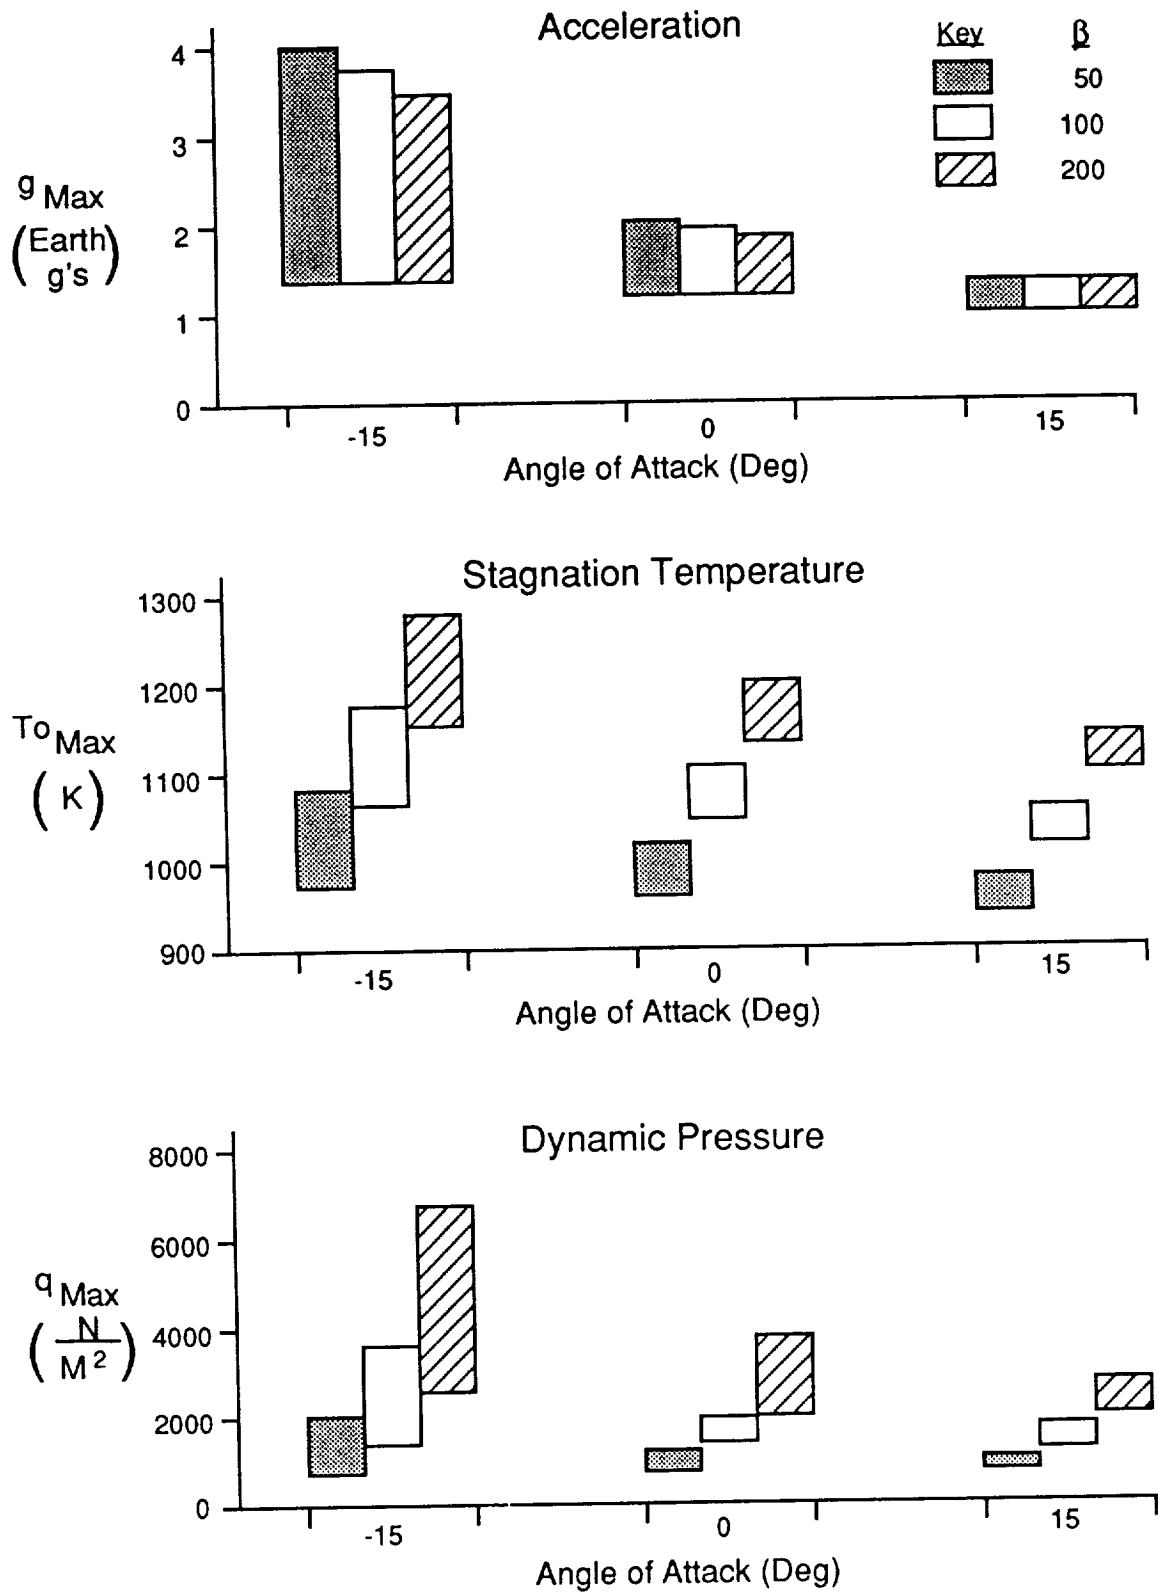 Acceleration
Key β
50
100
200
4
3
2
1
0
g Max
(Earth
g's)
-15 0 15
Angle of Attack (Deg)
Stagnation Temperature
1300
1200
1100
1000
900
To Max
(K)
-15 0 15
Angle of Attack (Deg)
Dynamic Pressure
8000
6000
4000
2000
0
q Max
(N
M²)
-15 0 15
Angle of Attack (Deg)